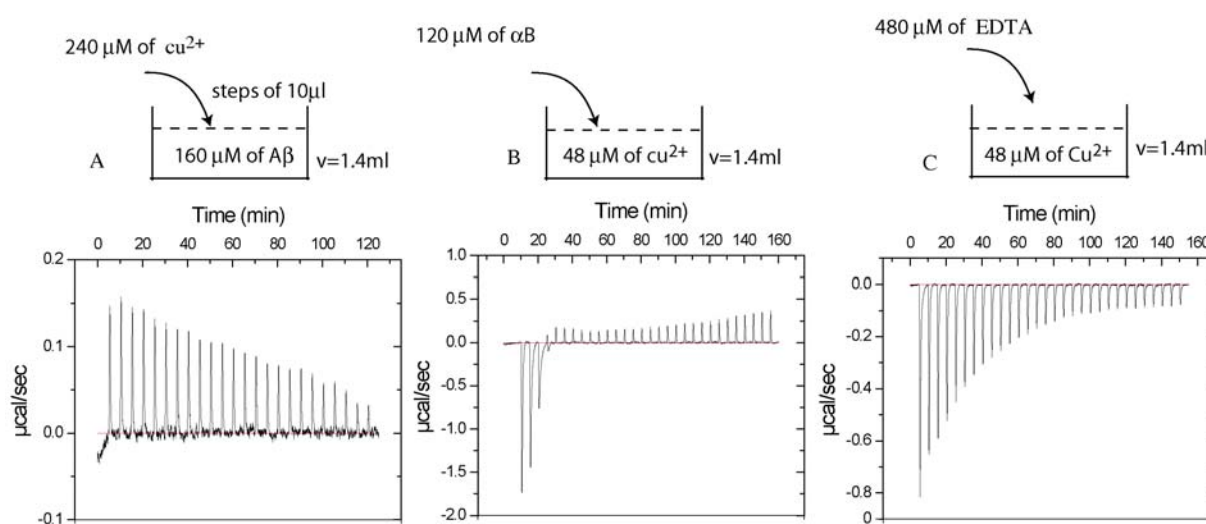 240 μM of cu²⁺
steps of 10μl
160 μM of Aβ
v=1.4ml
A
Time (min)
0 20 40 60 80 100 120
0.2
0.1
0.0
-0.1
μcal/sec
120 μM of αB
48 μM of cu²⁺
v=1.4ml
B
Time (min)
0 20 40 60 80 100 120 140 160
1.0
0.5
0.0
-0.5
-1.0
-1.5
-2.0
μcal/sec
480 μM of EDTA
48 μM of Cu²⁺
v=1.4ml
C
Time (min)
0 20 40 60 80 100 120 140 160
0.0
-0.2
-0.4
-0.6
-0.8
0
μcal/sec